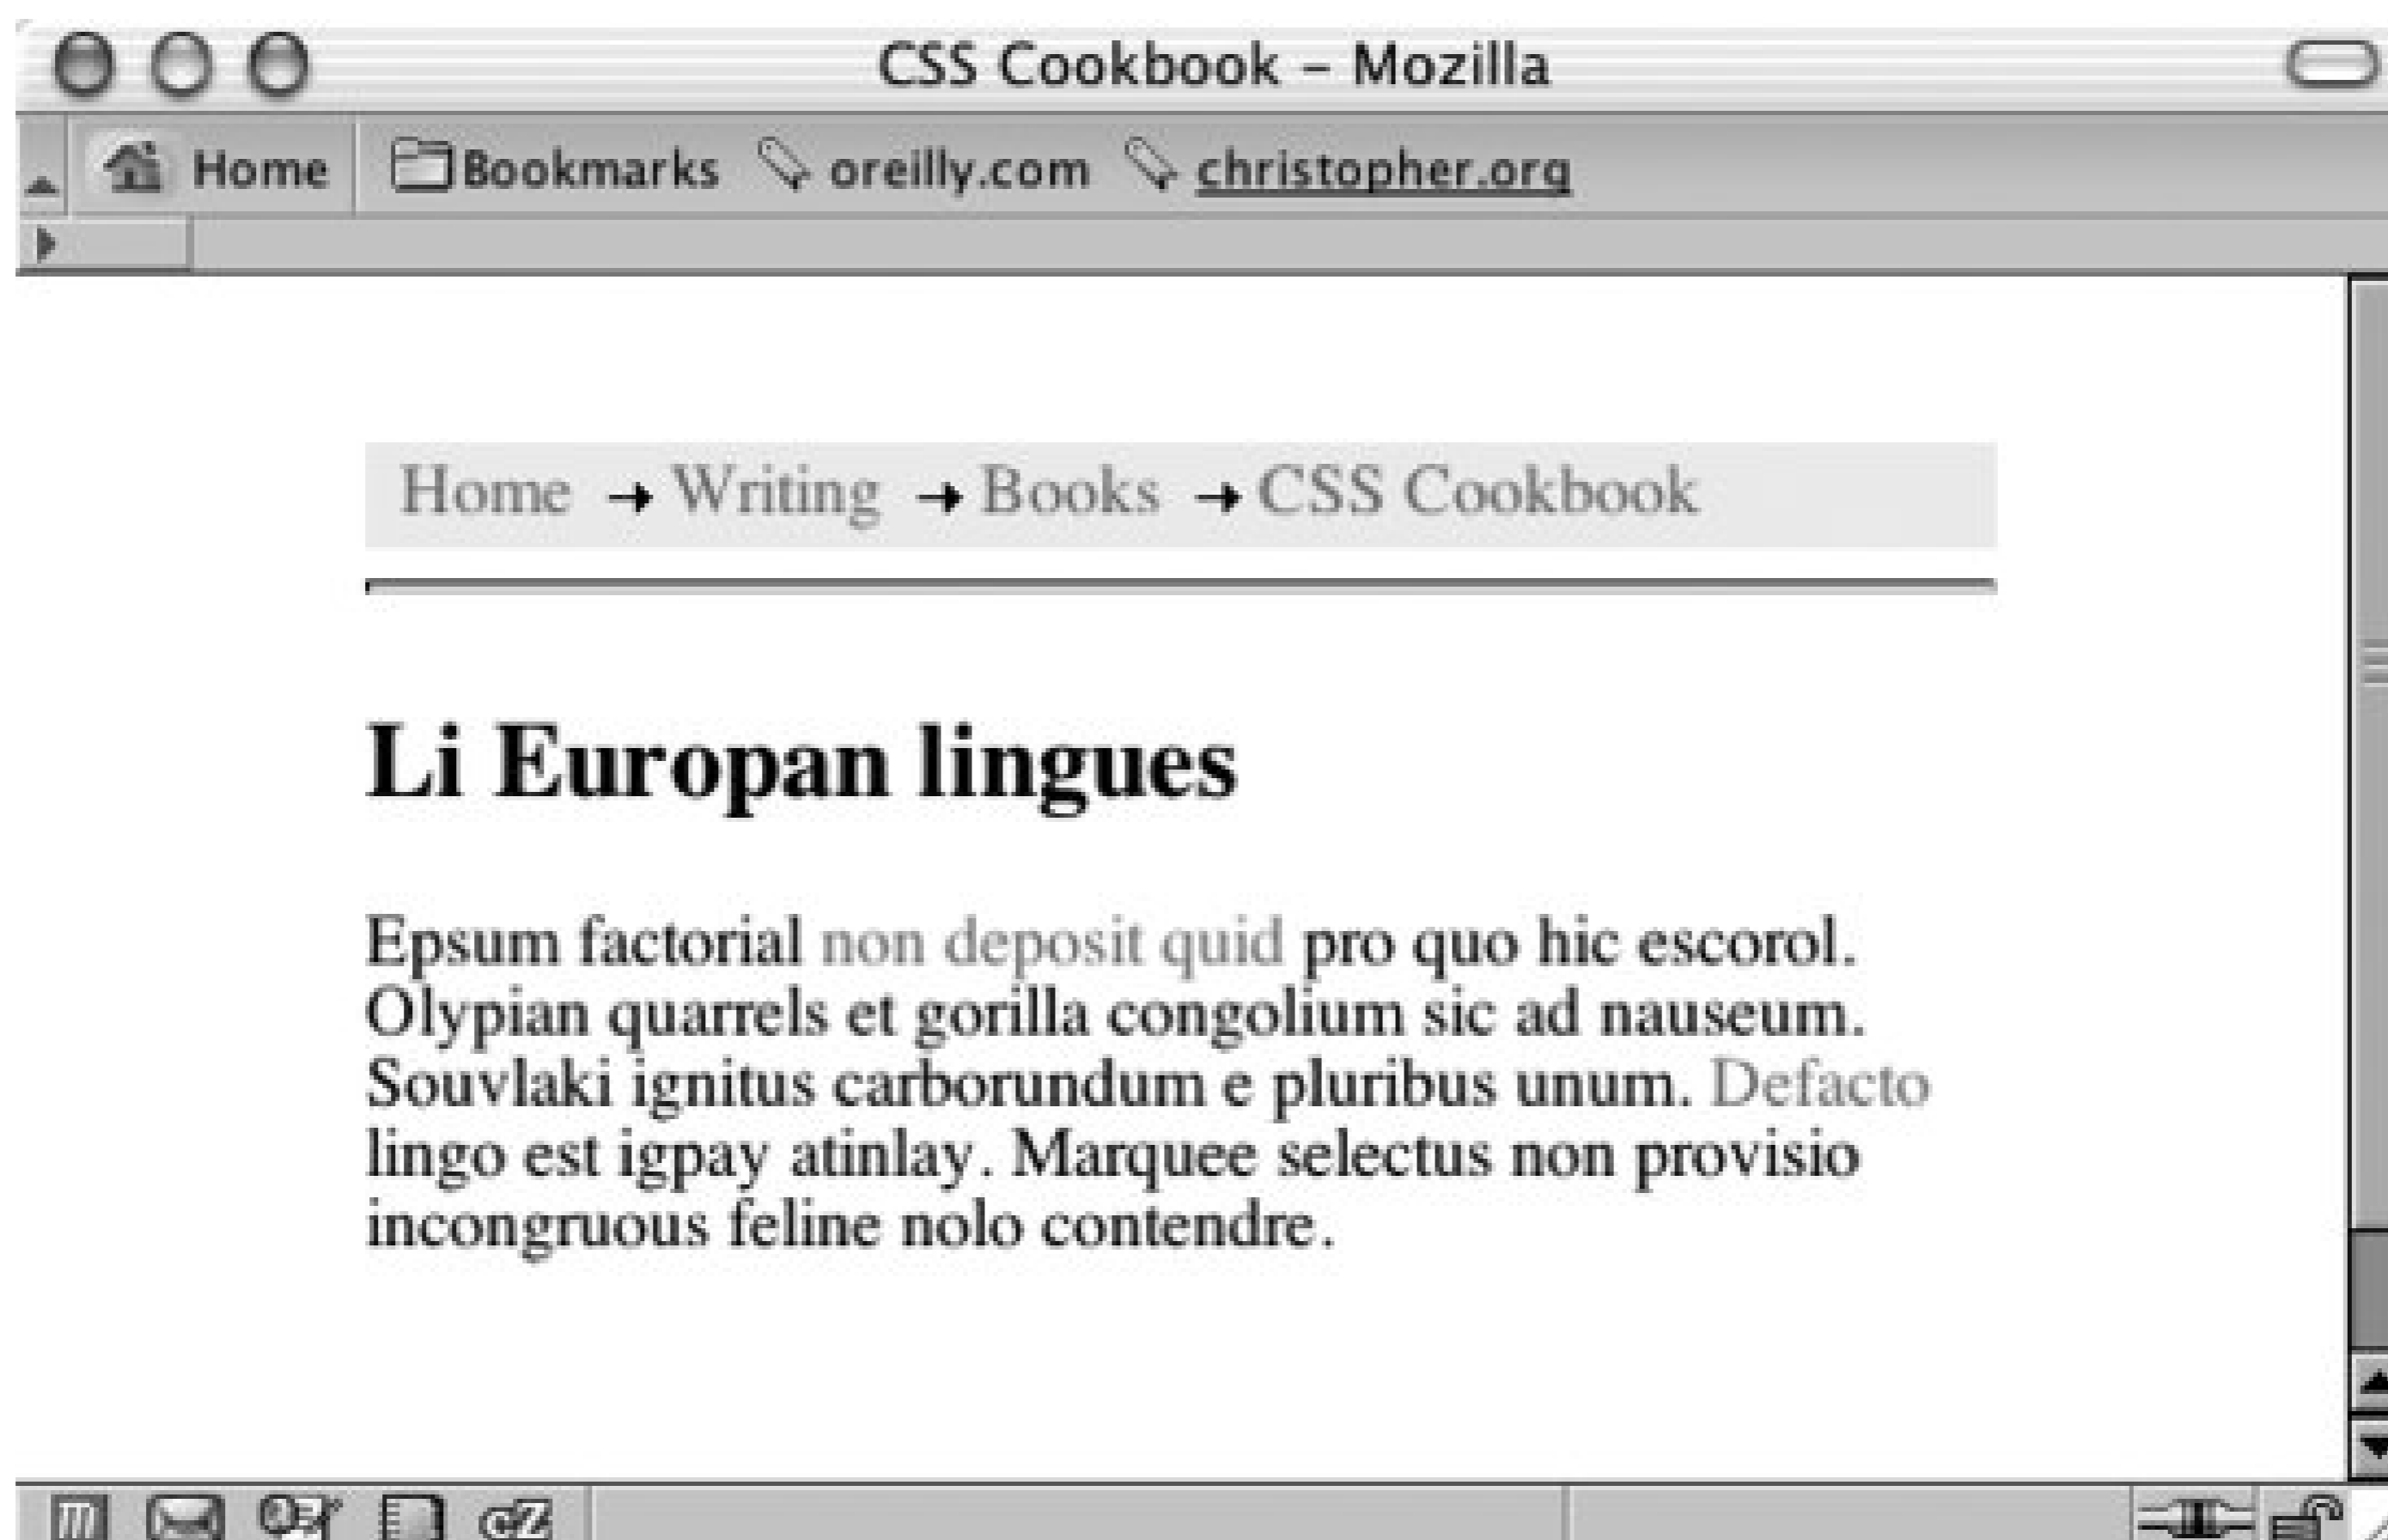 CSS Cookbook – Mozilla
Home Bookmarks oreilly.com christopher.org
Home → Writing → Books → CSS Cookbook
Li Europan lingues
Epsum factorial non deposit quid pro quo hic escorol.
Olypian quarrels et gorilla congolium sic ad nauseum.
Souvlaki ignitus carborundum e pluribus unum. Defacto
lingo est igpay atinlay. Marquee selectus non provisio
incongruous feline nolo contendre.
m cZ